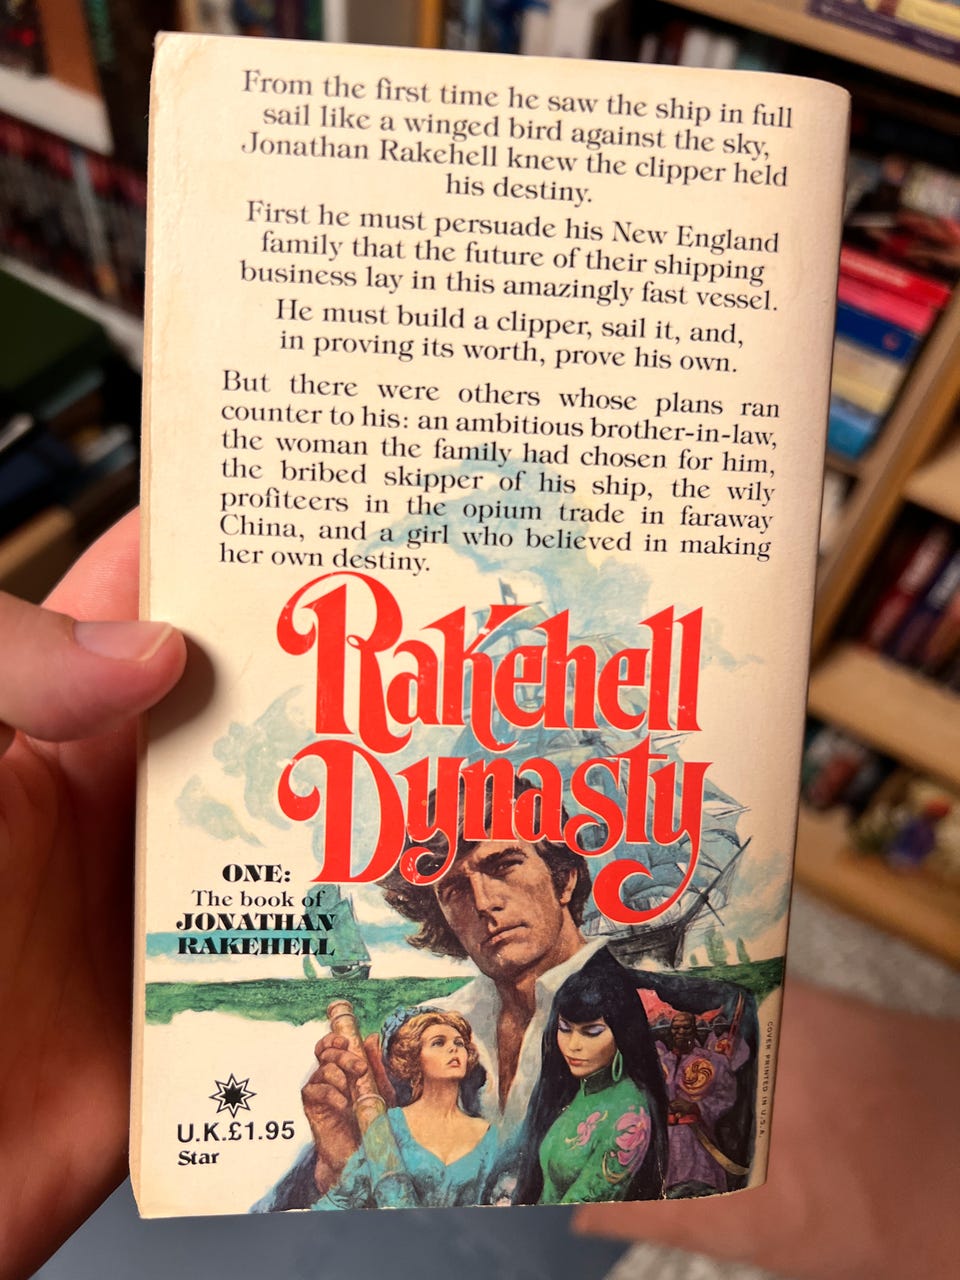 From the first time he saw the ship in full
sail like a winged bird against the sky,
Jonathan Rakehell knew the clipper held
his destiny.
First he must persuade his New England
family that the future of their shipping
business lay in this amazingly fast vessel.
He must build a clipper, sail it, and,
in proving its worth, prove his own.
But there were others whose plans ran
counter to his: an ambitious brother-in-law,
the woman the family had chosen for him,
the bribed skipper of his ship, the wily
profiteers in the opium trade in faraway
China, and a girl who believed in making
her own destiny.
Rakehell
Dynasty
ONE:
The book of
JONATHAN
RAKEHELL
U.K.£1.95
Star
COVER PRINTED IN U.S.A.